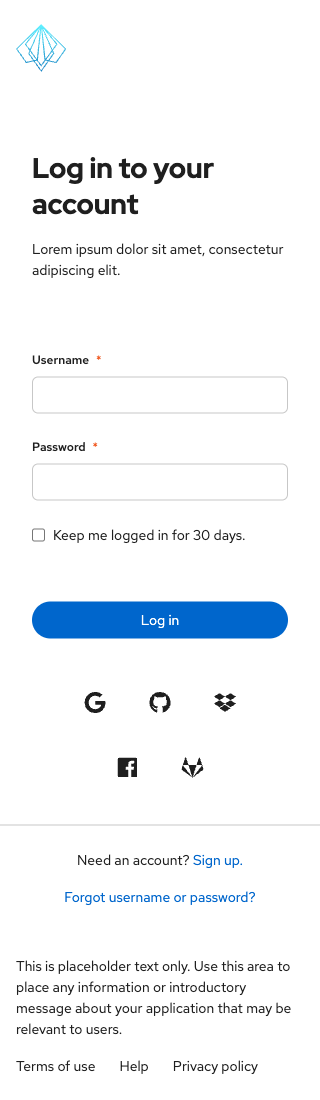 Log in to your
account
Lorem ipsum dolor sit amet, consectetur
adipiscing elit.
Username *
Password *
Keep me logged in for 30 days.
Log in
Need an account? Sign up.
Forgot username or password?
This is placeholder text only. Use this area to
place any information or introductory
message about your application that may be
relevant to users.
Terms of use Help Privacy policy